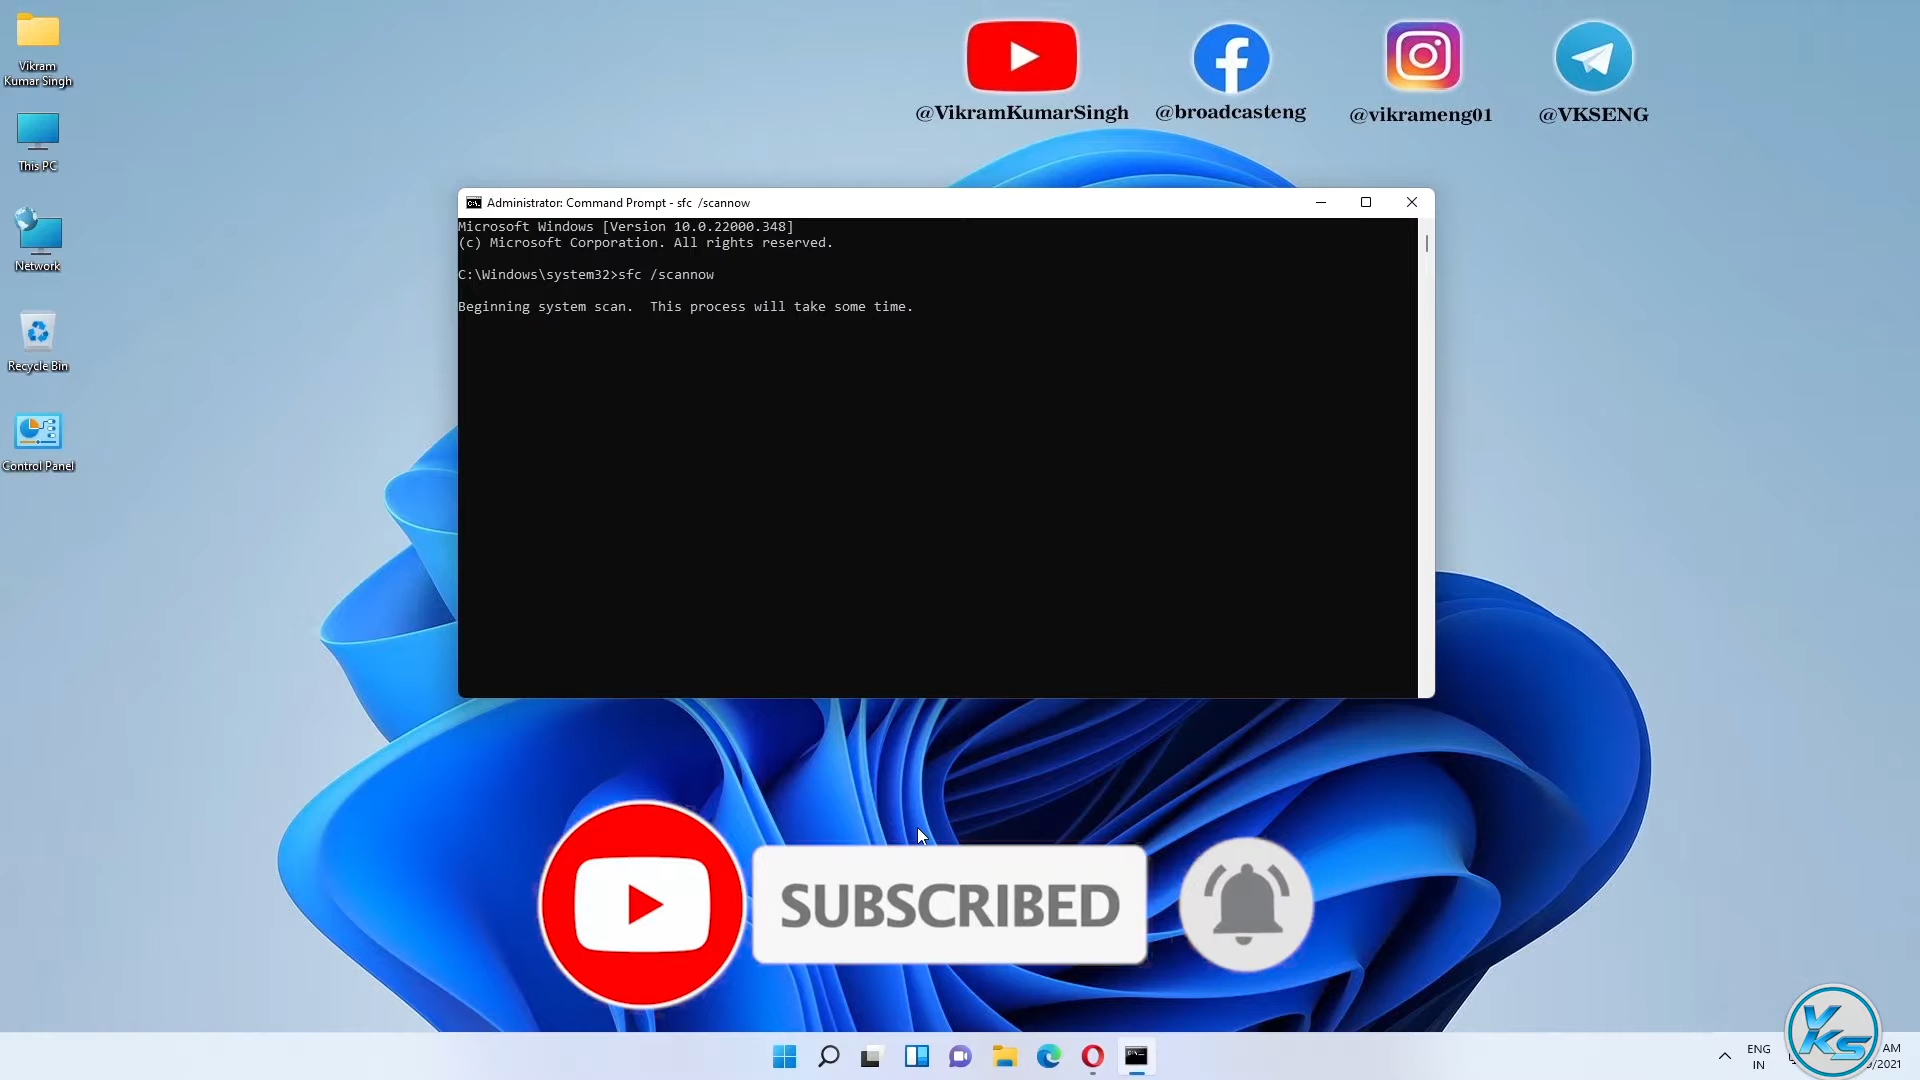 Vikram
Kumar Singh
This PC
Network
Recycle Bin
Control Panel
@VikramKumarSingh
@broadcasteng
@vikrameng01
@VKSENG
Administrator: Command Prompt - sfc  /scannow
Microsoft Windows [Version 10.0.22000.348]
(c) Microsoft Corporation. All rights reserved.
C:\Windows\system32>sfc /scannow
Beginning system scan.  This process will take some time.
SUBSCRIBED
ENG
IN
AM
/2021
VKS